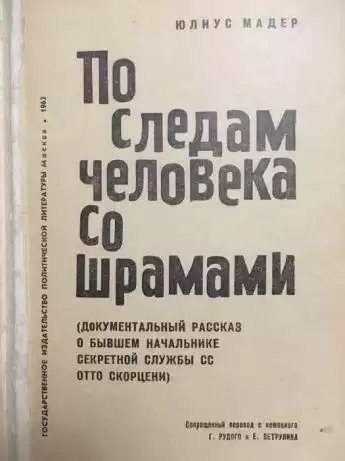 ЮЛИУС МАДЕР
По
следам
человека
со
шрамами
(ДОКУМЕНТАЛЬНЫЙ РАССКАЗ
О БЫВШЕМ НАЧАЛЬНИКЕ
СЕКРЕТНОЙ СЛУЖБЫ СС
ОТТО СКОРЦЕНИ)
Сокращенный перевод с немецкого
Г. РУДОГО и Е. ПЕТРУНИНА
ГОСУДАРСТВЕННОЕ ИЗДАТЕЛЬСТВО ПОЛИТИЧЕСКОЙ ЛИТЕРАТУРЫ Москва • 1963